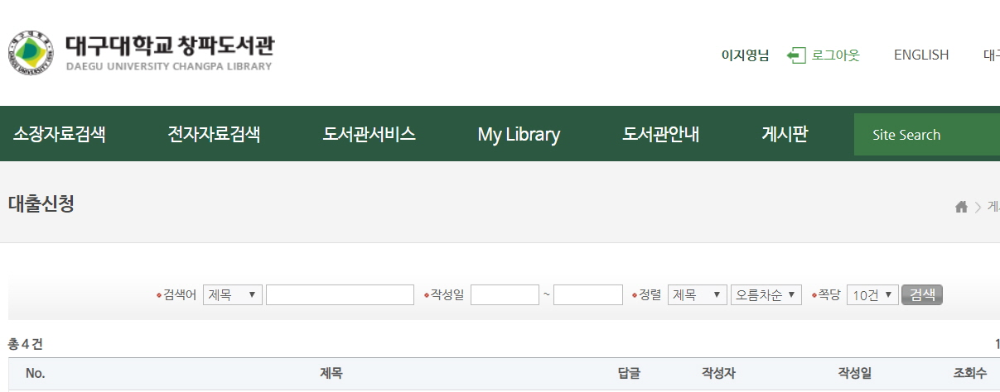 대구대학교 창파도서관
DAEGU UNIVERSITY CHANGPA LIBRARY
이지영님 로그아웃 ENGLISH 대구
소장자료검색 전자자료검색 도서관서비스 My Library 도서관안내 게시판 Site Search
대출신청
검색어 제목 작성일 ~ 정렬 제목 오름차순 쪽당 10건 검색
총 4 건 1
No. 제목 답글 작성자 작성일 조회수